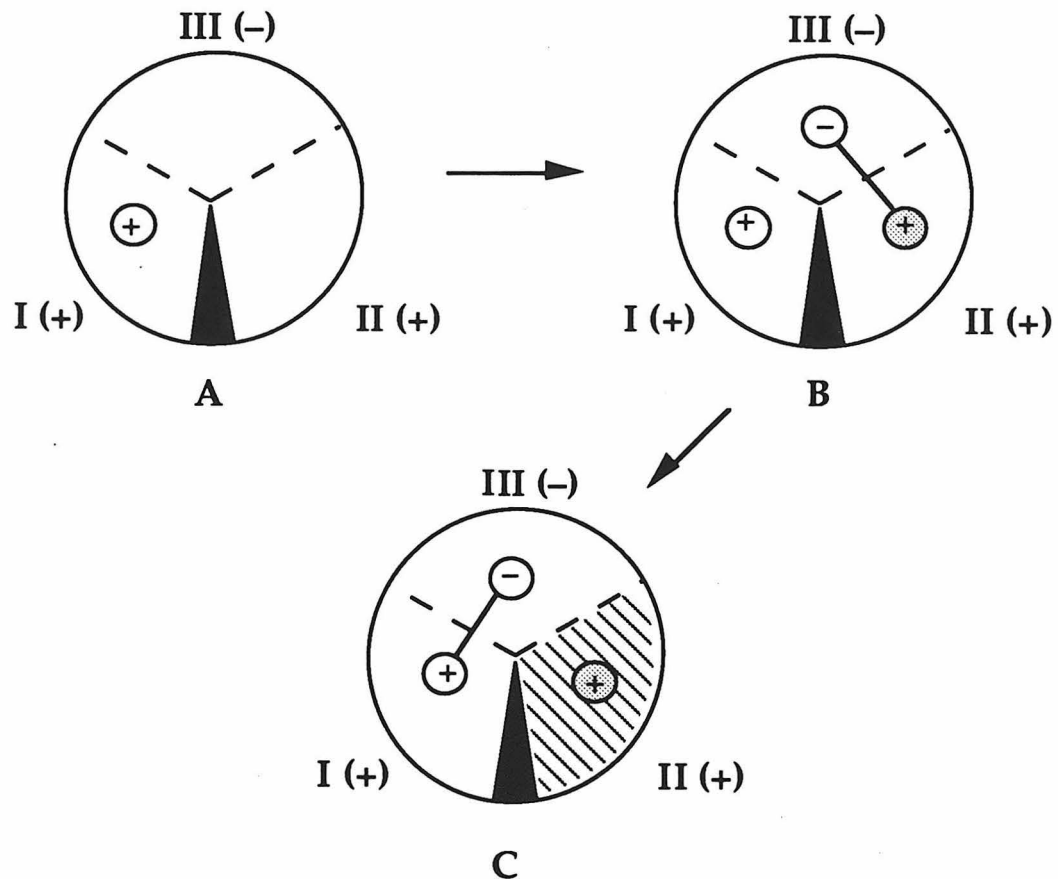 III (–)
III (–)
+
–
+
+
I (+)
II (+)
I (+)
II (+)
A
B
III (–)
–
+
+
I (+)
II (+)
C